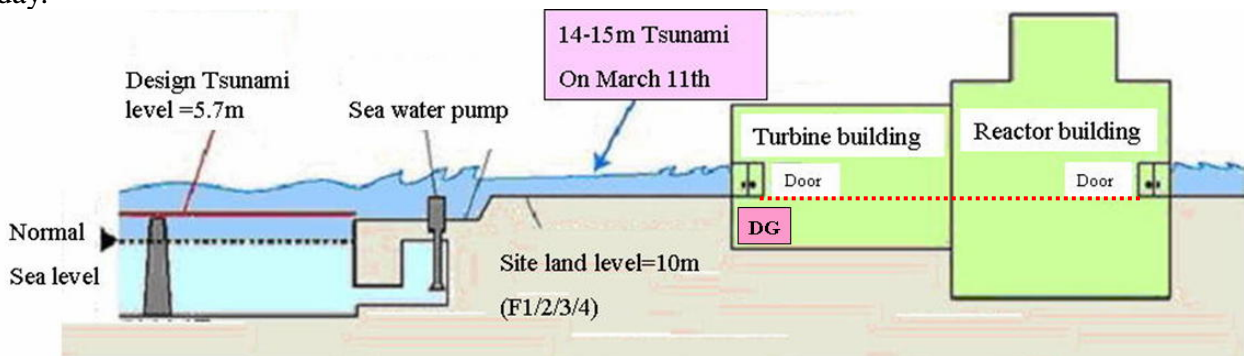 day.
14-15m Tsunami
On March 11th
Design Tsunami
level =5.7m
Sea water pump
Turbine building
Reactor building
Door
Door
DG
Normal
Sea level
Site land level=10m
(F1/2/3/4)